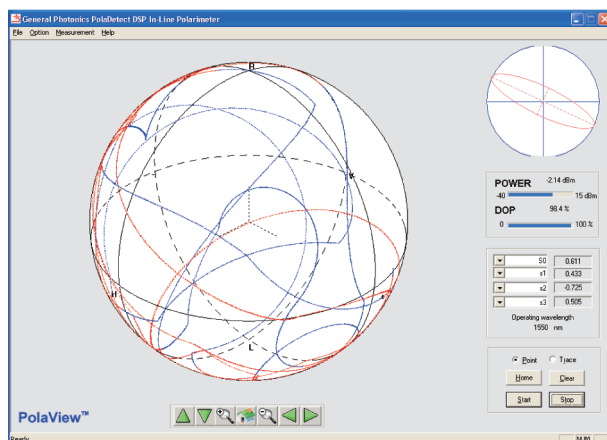 General Photonics PolaDetect DSP In-Line Polarimeter
File Option Measurement Help
R
H
L
POWER -2.14 dBm
-40 15 dBm
DOP 98.4 %
0 100 %
S0 0.611
s1 0.433
s2 -0.725
s3 0.505
Operating wavelength
1550 nm
Point Trace
Home Clear
Start Stop
PolaView™
Ready NUM